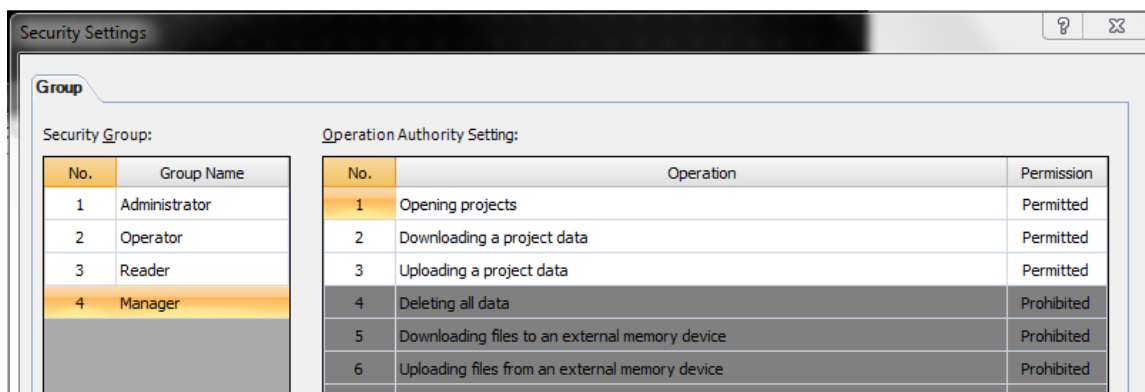 Security Settings
Group
Security Group:
Operation Authority Setting:
No. Group Name
1 Administrator
2 Operator
3 Reader
4 Manager
No. Operation Permission
1 Opening projects Permitted
2 Downloading a project data Permitted
3 Uploading a project data Permitted
4 Deleting all data Prohibited
5 Downloading files to an external memory device Prohibited
6 Uploading files from an external memory device Prohibited